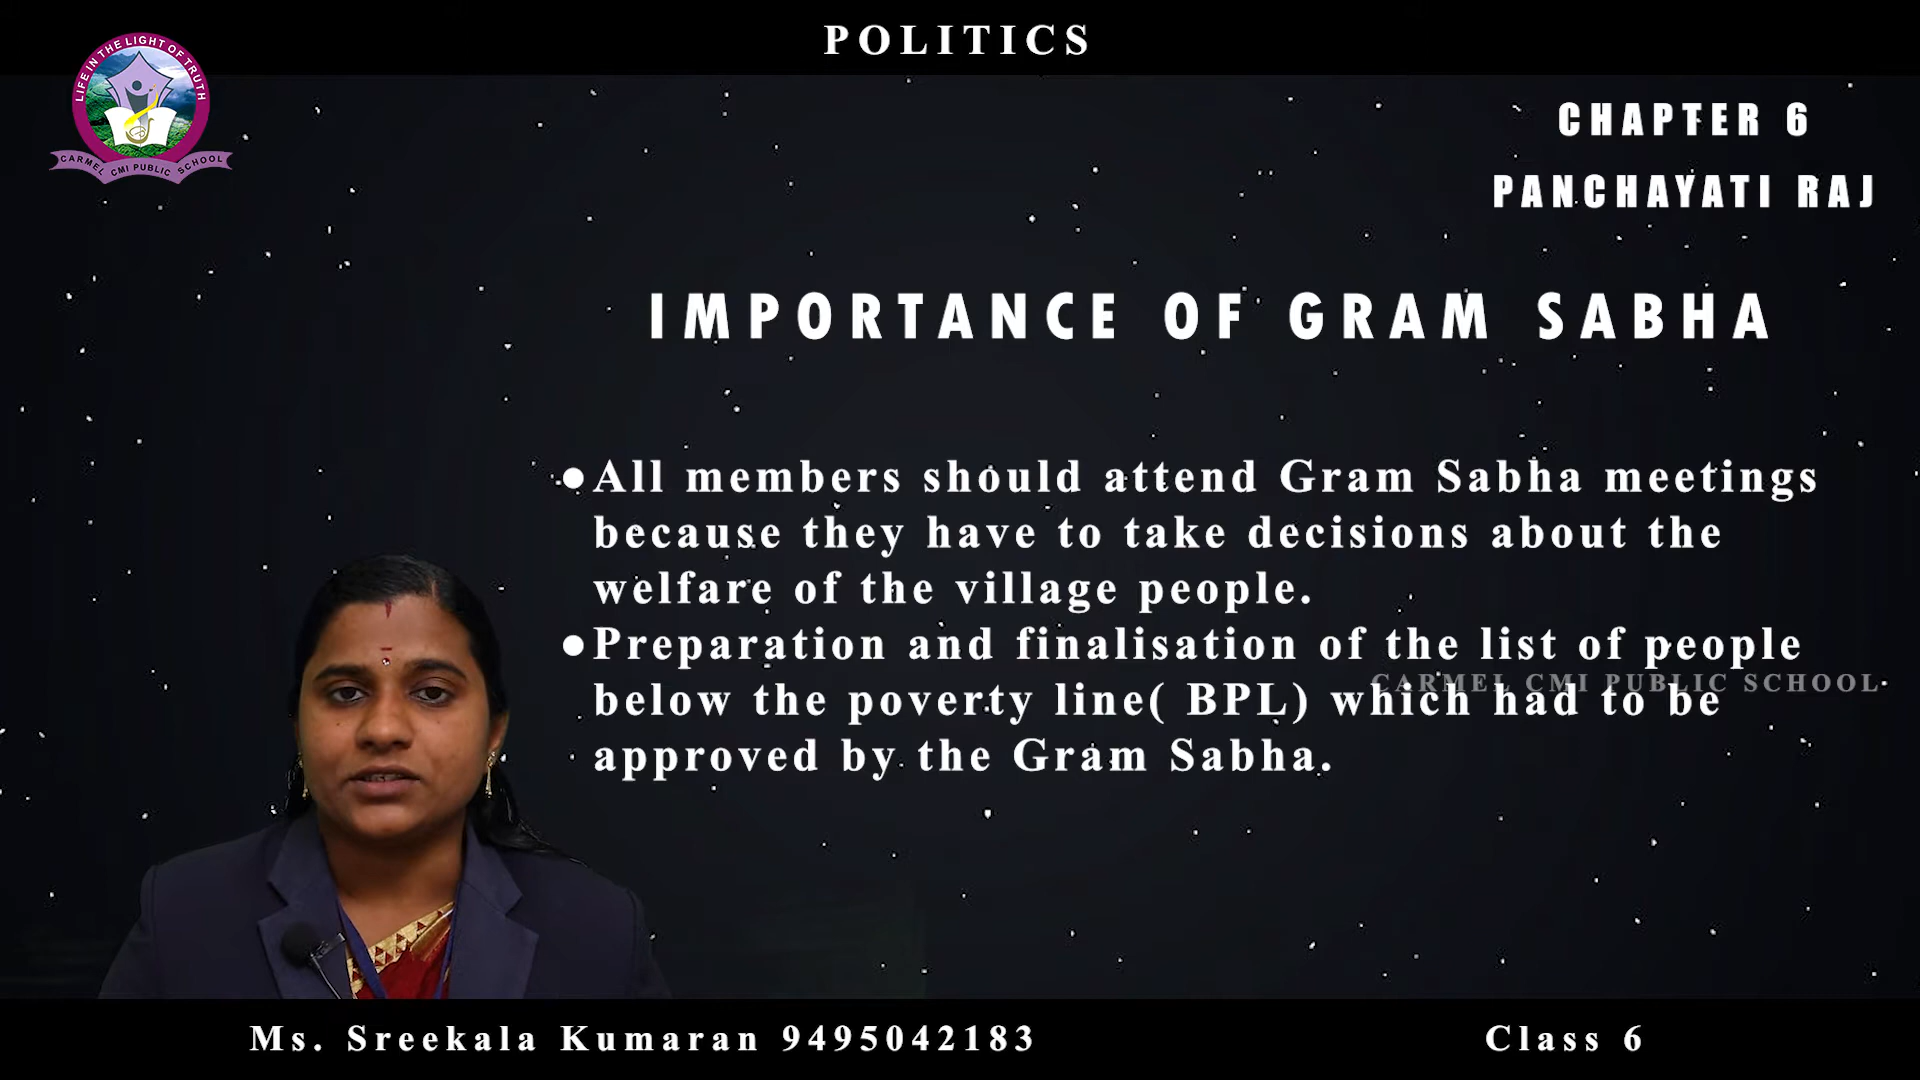 POLITICS
LIFE IN THE LIGHT OF TRUTH
CARMEL CMI PUBLIC SCHOOL
CHAPTER 6
PANCHAYATI RAJ
IMPORTANCE OF GRAM SABHA
●All members should attend Gram Sabha meetings
because they have to take decisions about the
welfare of the village people.
●Preparation and finalisation of the list of people
CARMEL CMI PUBLIC SCHOOL
below the poverty line( BPL) which had to be
approved by the Gram Sabha.
Ms. Sreekala Kumaran 9495042183
Class 6